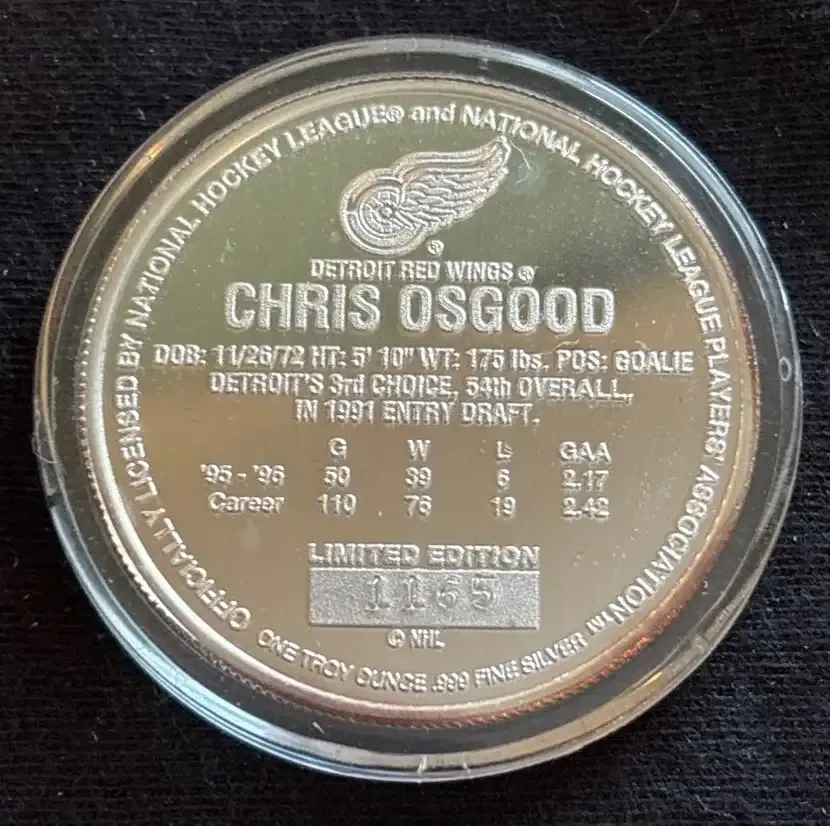 OFFICIALLY LICENSED BY NATIONAL HOCKEY LEAGUE® and NATIONAL HOCKEY LEAGUE PLAYERS' ASSOCIATION™
®
DETROIT RED WINGS ®
CHRIS OSGOOD
DOB: 11/26/72 HT: 5' 10" WT: 175 lbs. POS: GOALIE
DETROIT'S 3rd CHOICE, 54th OVERALL,
IN 1991 ENTRY DRAFT.
G W L GAA
'95 - '96 50 39 6 2.17
Career 110 76 19 2.42
LIMITED EDITION
1165
© NHL
ONE TROY OUNCE .999 FINE SILVER